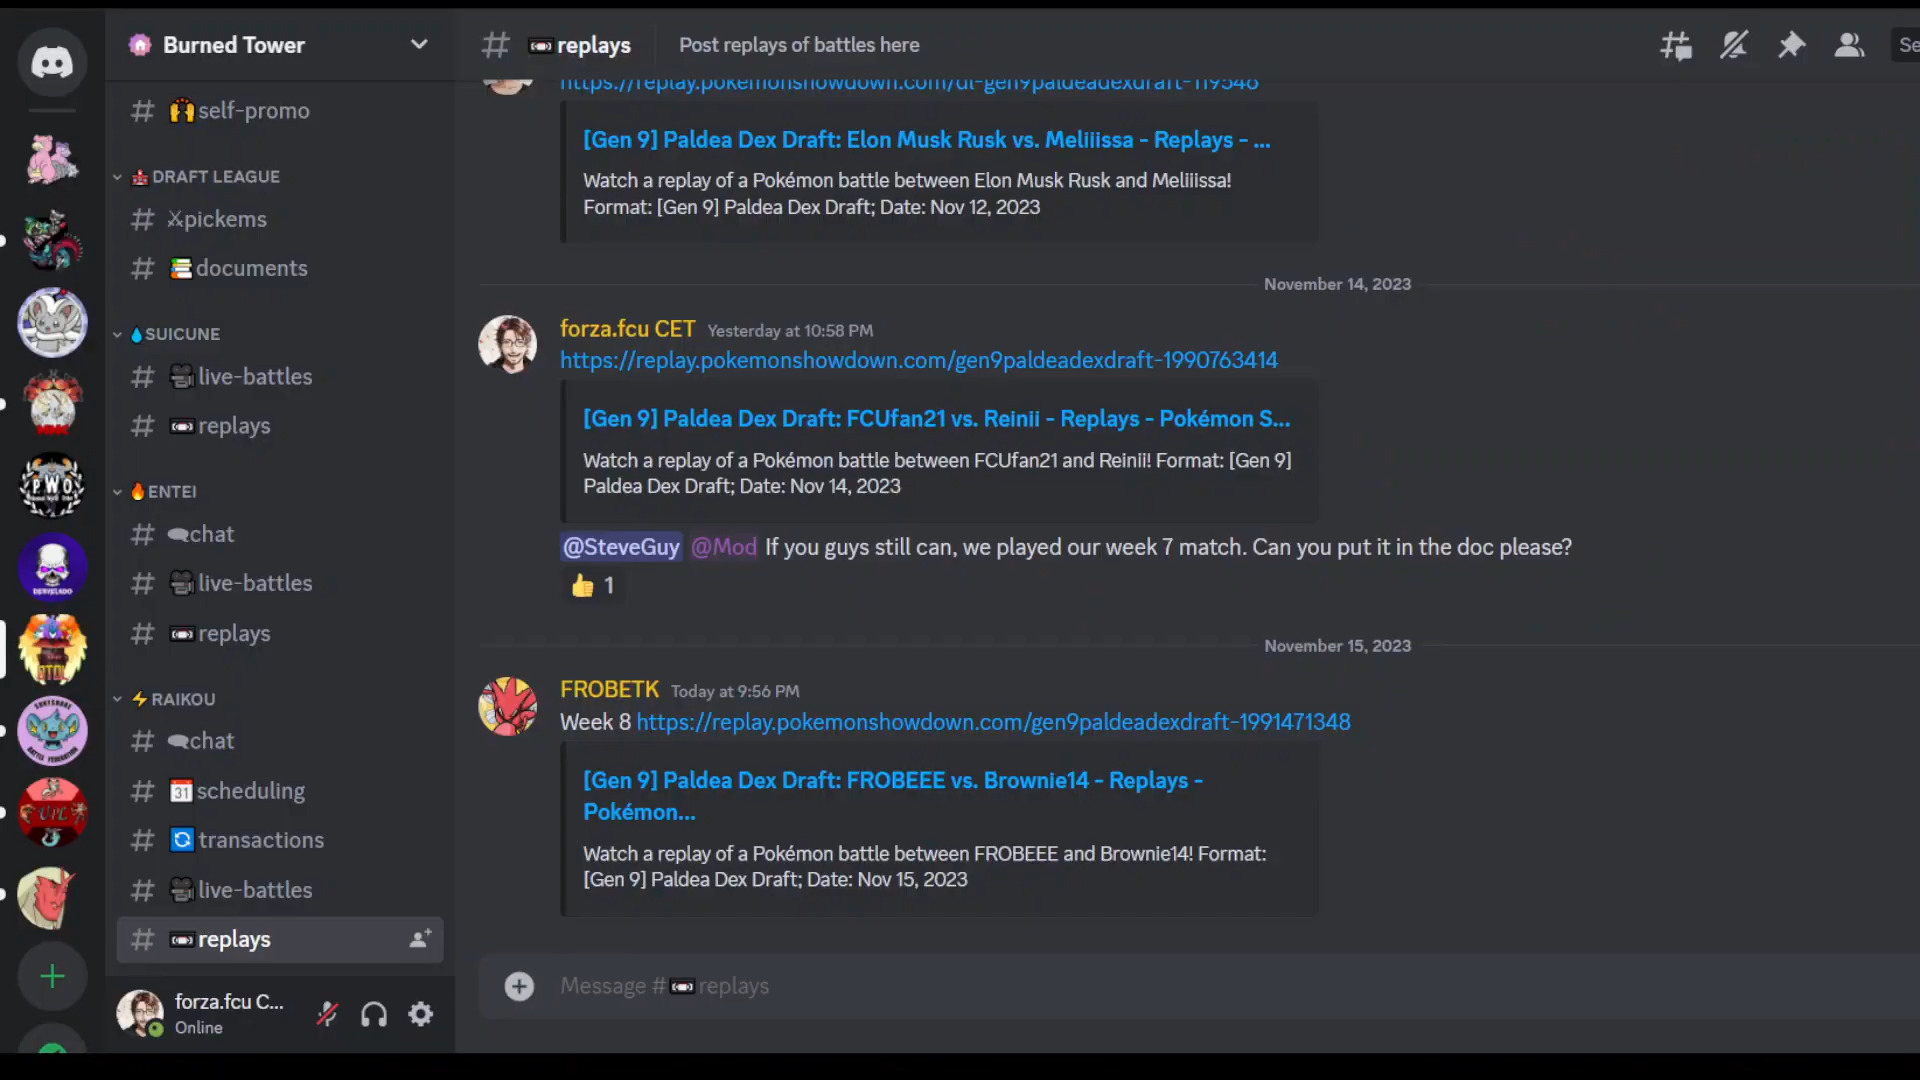 Burned Tower
replays
Post replays of battles here
Se
self-promo
DRAFT LEAGUE
pickems
documents
SUICUNE
live-battles
replays
ENTEI
chat
live-battles
replays
RAIKOU
chat
scheduling
transactions
live-battles
replays
forza.fcu C...
Online
https://replay.pokemonshowdown.com/dl-gen9paldeadexdraft-119546
[Gen 9] Paldea Dex Draft: Elon Musk Rusk vs. Meliiissa - Replays - ...
Watch a replay of a Pokémon battle between Elon Musk Rusk and Meliiissa!
Format: [Gen 9] Paldea Dex Draft; Date: Nov 12, 2023
November 14, 2023
forza.fcu CET Yesterday at 10:58 PM
https://replay.pokemonshowdown.com/gen9paldeadexdraft-1990763414
[Gen 9] Paldea Dex Draft: FCUfan21 vs. Reinii - Replays - Pokémon S...
Watch a replay of a Pokémon battle between FCUfan21 and Reinii! Format: [Gen 9]
Paldea Dex Draft; Date: Nov 14, 2023
@SteveGuy @Mod If you guys still can, we played our week 7 match. Can you put it in the doc please?
👍 1
November 15, 2023
FROBETK Today at 9:56 PM
Week 8 https://replay.pokemonshowdown.com/gen9paldeadexdraft-1991471348
[Gen 9] Paldea Dex Draft: FROBEEE vs. Brownie14 - Replays -
Pokémon...
Watch a replay of a Pokémon battle between FROBEEE and Brownie14! Format:
[Gen 9] Paldea Dex Draft; Date: Nov 15, 2023
Message # replays
PWO
UPL